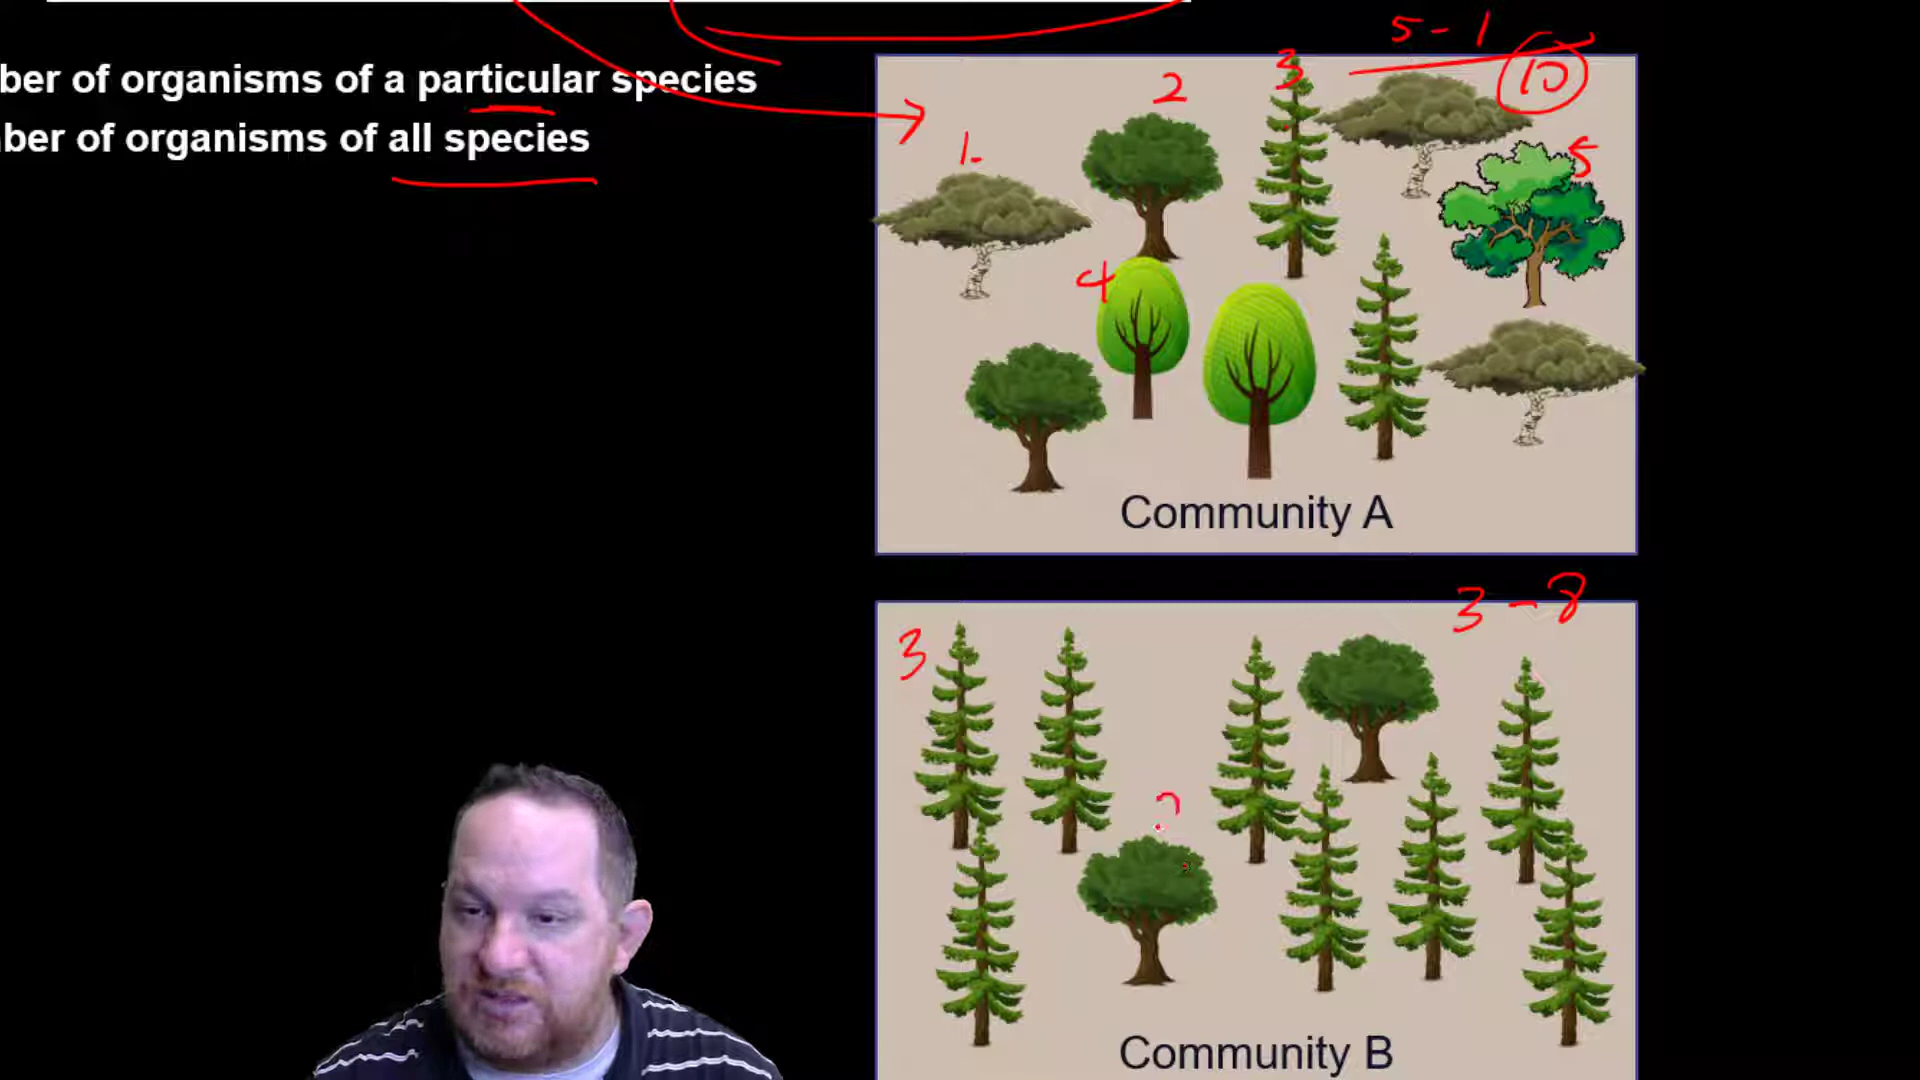 ber of organisms of a particular species
ber of organisms of all species
5 - 1
10
1.
2
3
5
4
Community A
3 - 8
3
Community B